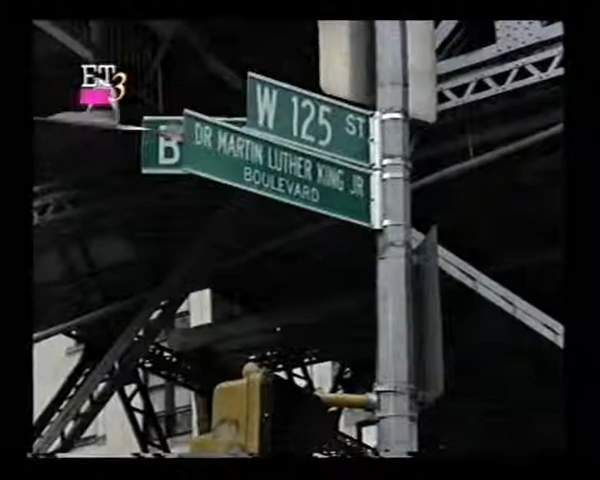 ET3
W 125 ST
DR MARTIN LUTHER KING JR
BOULEVARD
B